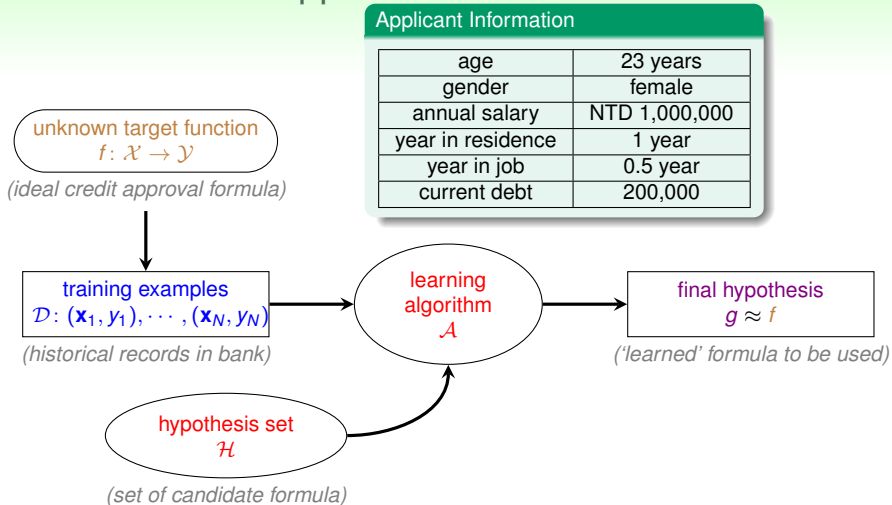 Applicant Information
age 23 years
gender female
annual salary NTD 1,000,000
year in residence 1 year
year in job 0.5 year
current debt 200,000
unknown target function
f: 𝒳 → 𝒴
(ideal credit approval formula)
training examples
𝒟: (x₁, y₁), ⋯ , (x_N, y_N)
(historical records in bank)
learning
algorithm
𝒜
final hypothesis
g ≈ f
(‘learned’ formula to be used)
hypothesis set
ℋ
(set of candidate formula)